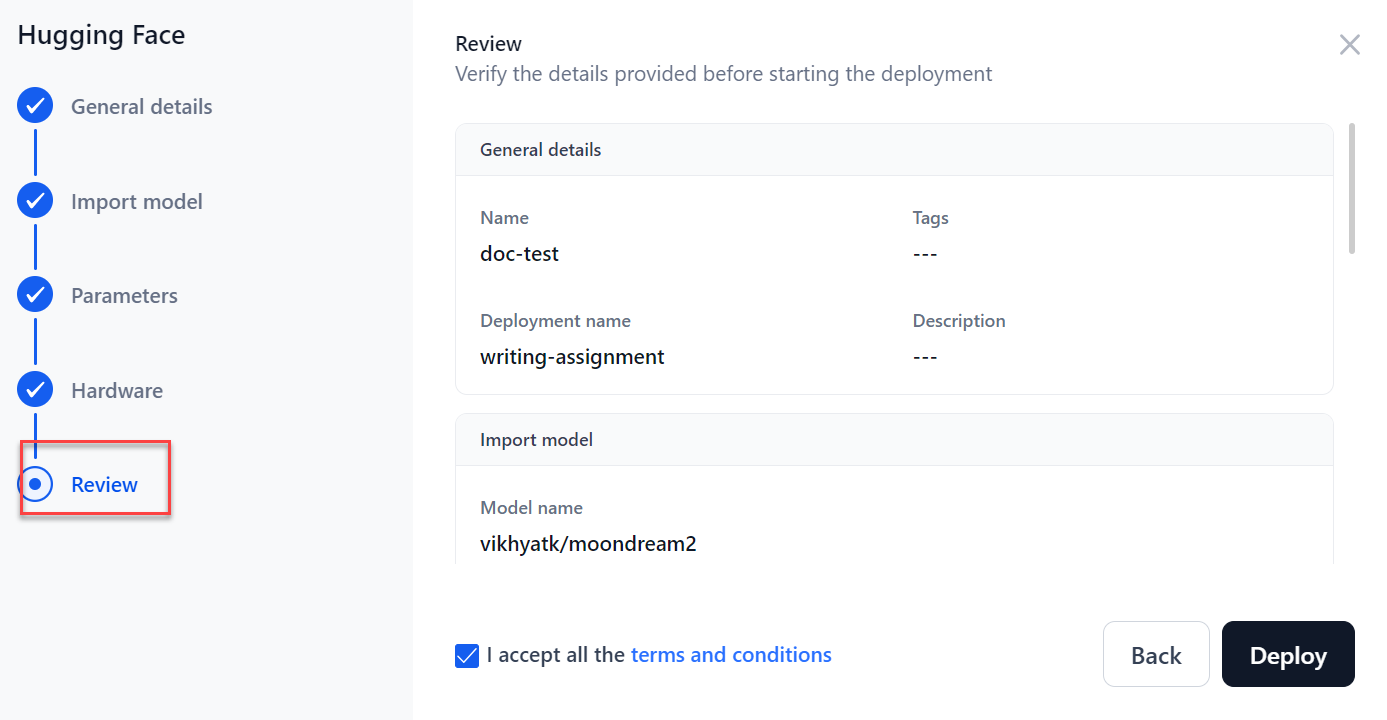 Hugging Face
General details
Import model
Parameters
Hardware
Review
Review
Verify the details provided before starting the deployment
General details
Name
Tags
doc-test
---
Deployment name
Description
writing-assignment
---
Import model
Model name
vikhyatk/moondream2
I accept all the terms and conditions
Back
Deploy